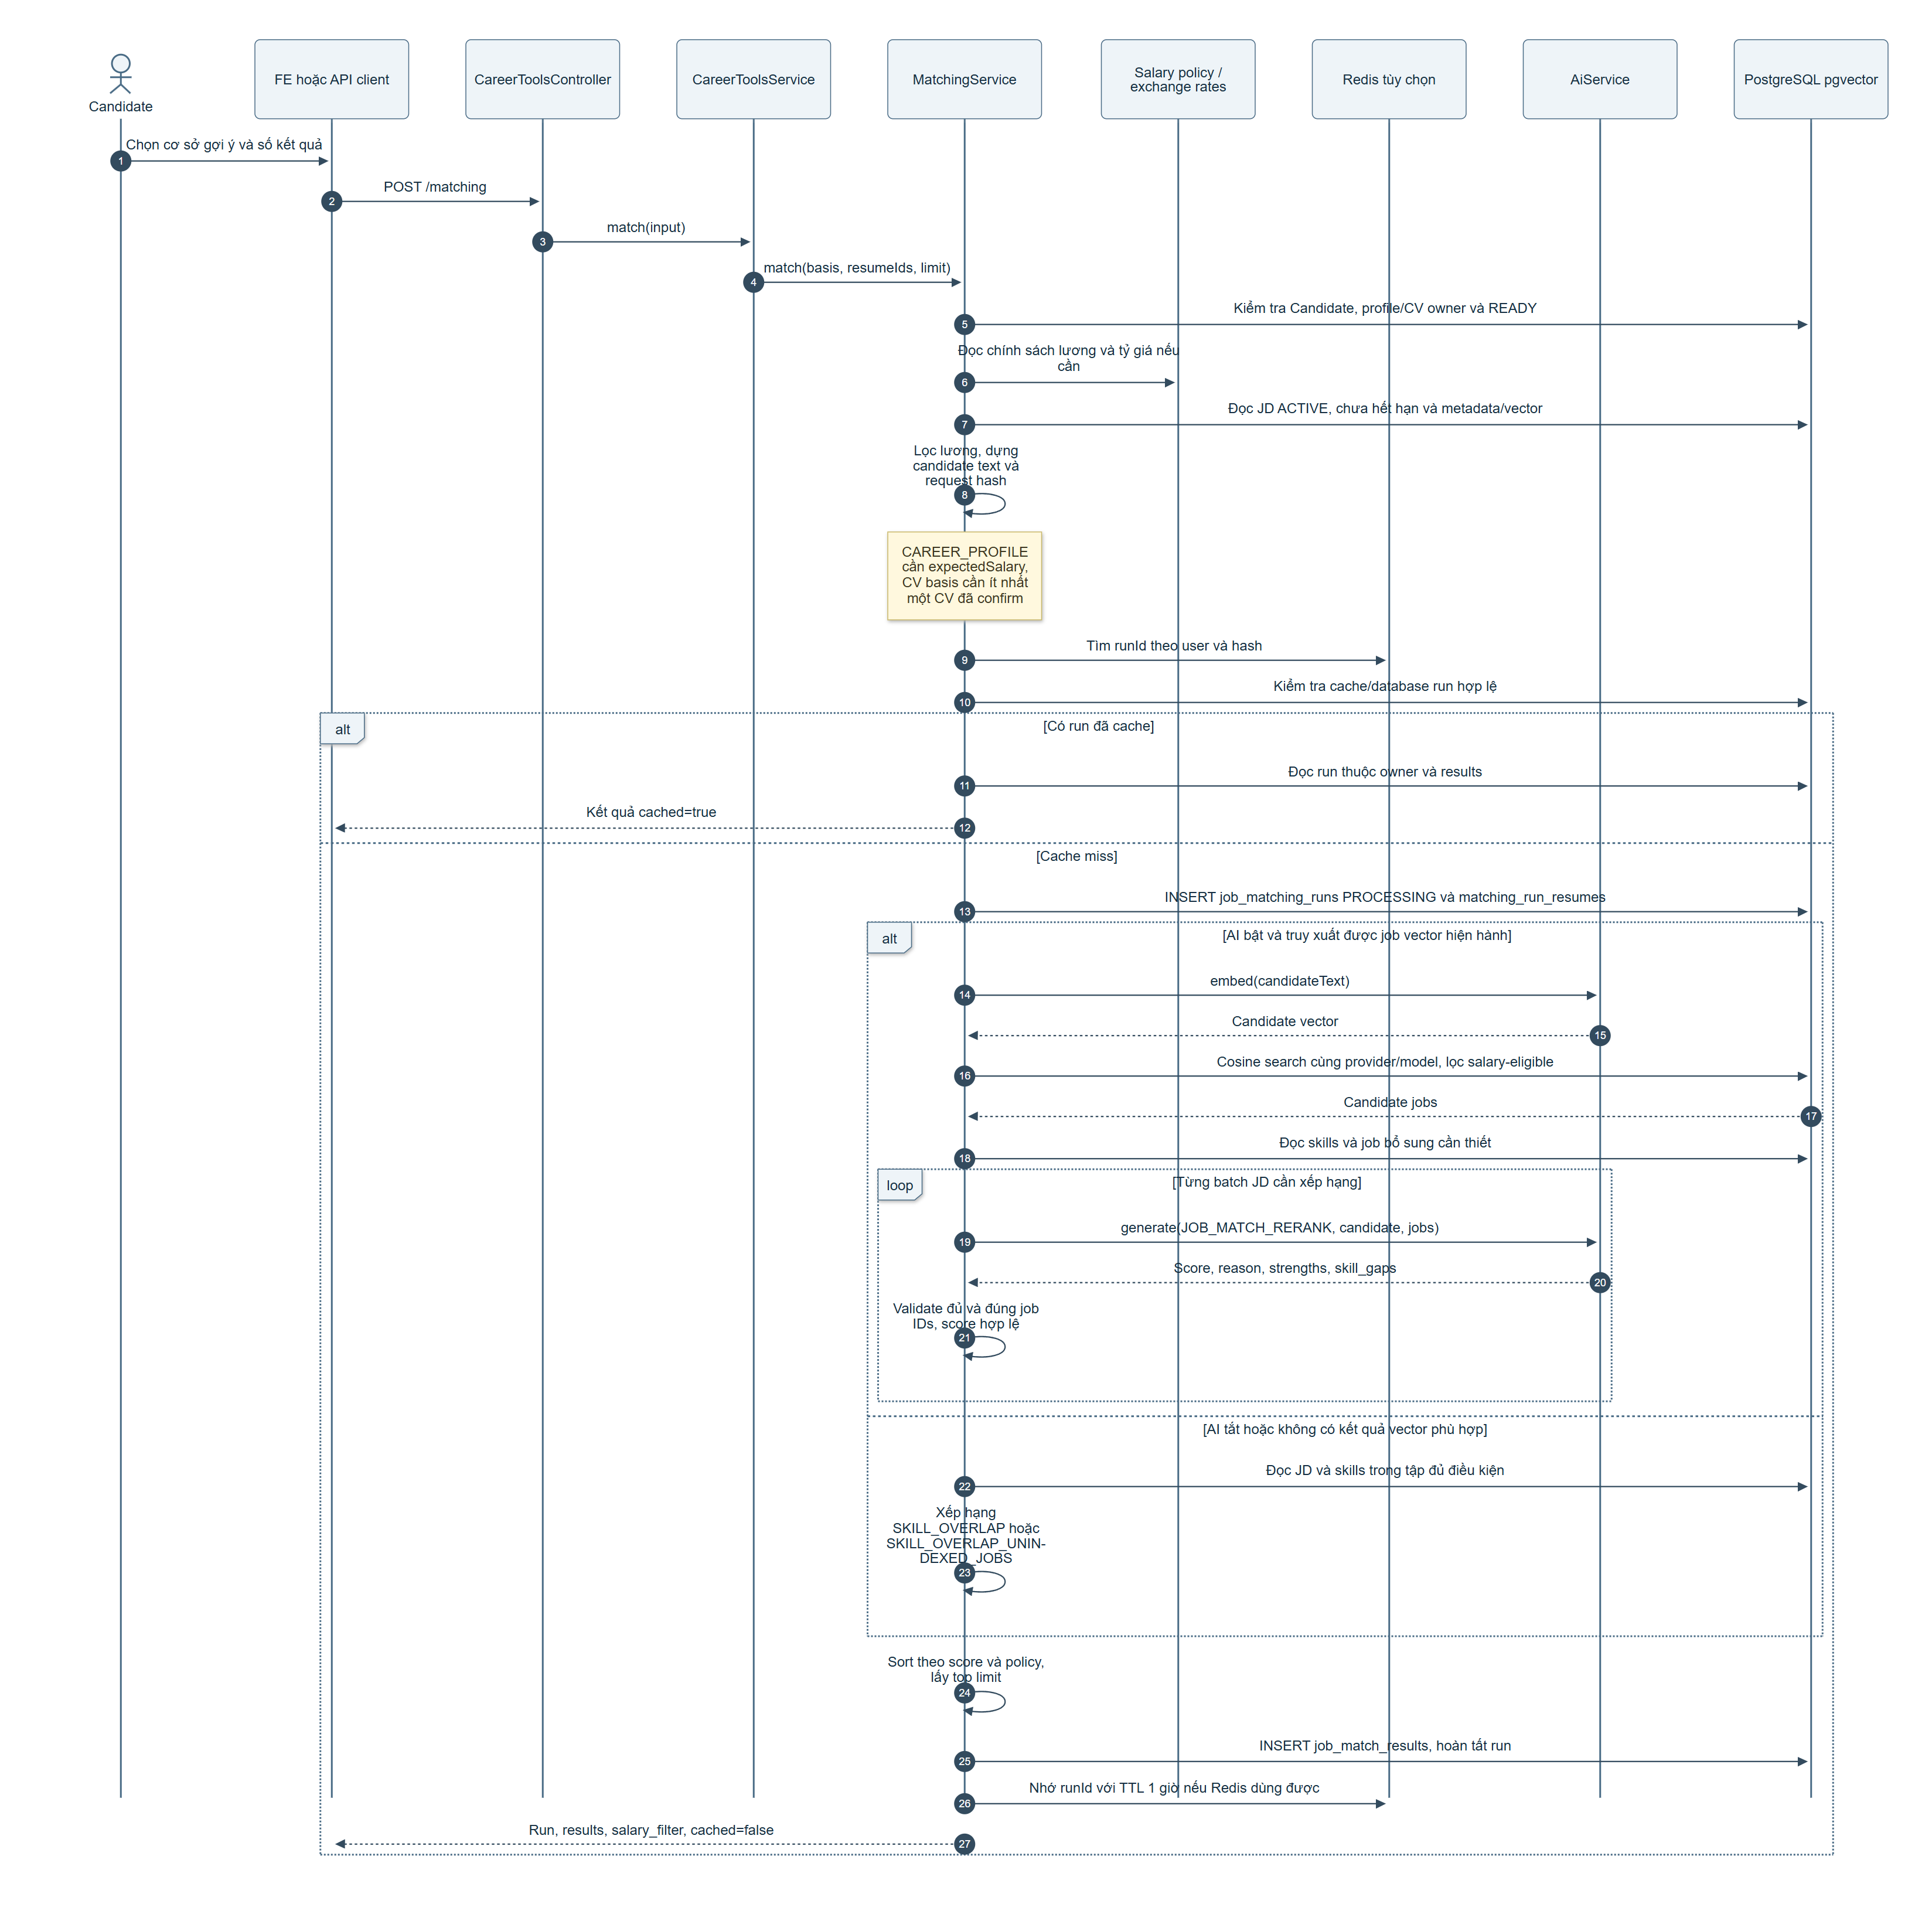 Candidate
FE hoặc API client
CareerToolsController
CareerToolsService
MatchingService
Salary policy /
exchange rates
Redis tùy chọn
AiService
PostgreSQL pgvector
Chọn cơ sở gợi ý và số kết quả
1
POST /matching
2
match(input)
3
match(basis, resumeIds, limit)
4
Kiểm tra Candidate, profile/CV owner và READY
5
Đọc chính sách lương và tỷ giá nếu
cần
6
Đọc JD ACTIVE, chưa hết hạn và metadata/vector
7
Lọc lương, dựng
candidate text và
request hash
8
CAREER_PROFILE
cần expectedSalary,
CV basis cần ít nhất
một CV đã confirm
Tìm runId theo user và hash
9
Kiểm tra cache/database run hợp lệ
10
alt
[Có run đã cache]
Đọc run thuộc owner và results
11
Kết quả cached=true
12
[Cache miss]
INSERT job_matching_runs PROCESSING và matching_run_resumes
13
alt
[AI bật và truy xuất được job vector hiện hành]
embed(candidateText)
14
Candidate vector
15
Cosine search cùng provider/model, lọc salary-eligible
16
Candidate jobs
17
Đọc skills và job bổ sung cần thiết
18
loop
[Từng batch JD cần xếp hạng]
generate(JOB_MATCH_RERANK, candidate, jobs)
19
Score, reason, strengths, skill_gaps
20
Validate đủ và đúng job
IDs, score hợp lệ
21
[AI tắt hoặc không có kết quả vector phù hợp]
Đọc JD và skills trong tập đủ điều kiện
22
Xếp hạng
SKILL_OVERLAP hoặc
SKILL_OVERLAP_UNIN-
DEXED_JOBS
23
Sort theo score và policy,
lấy top limit
24
INSERT job_match_results, hoàn tất run
25
Nhớ runId với TTL 1 giờ nếu Redis dùng được
26
Run, results, salary_filter, cached=false
27